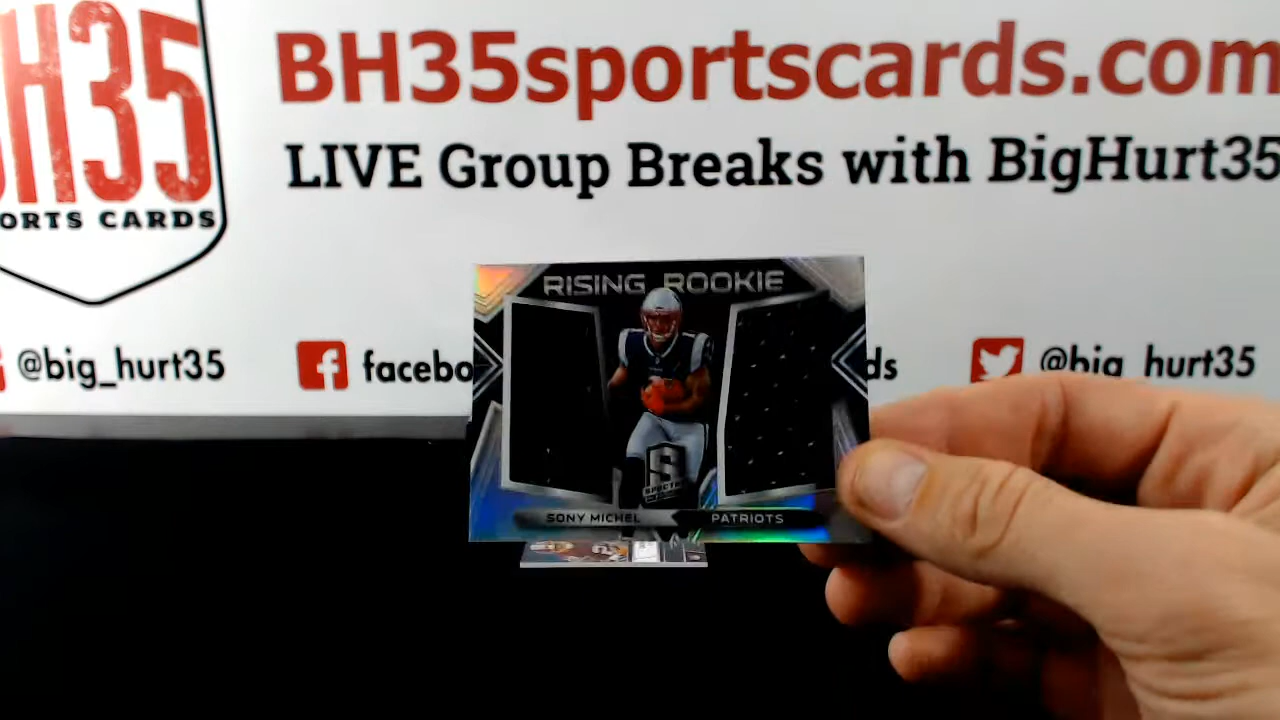 H35
ORTS CARDS
BH35sportscards.com
LIVE Group Breaks with BigHurt35
@big_hurt35
facebo
ds
@big_hurt35
RISING ROOKIE
S
SPECTRA
SONY MICHEL
PATRIOTS